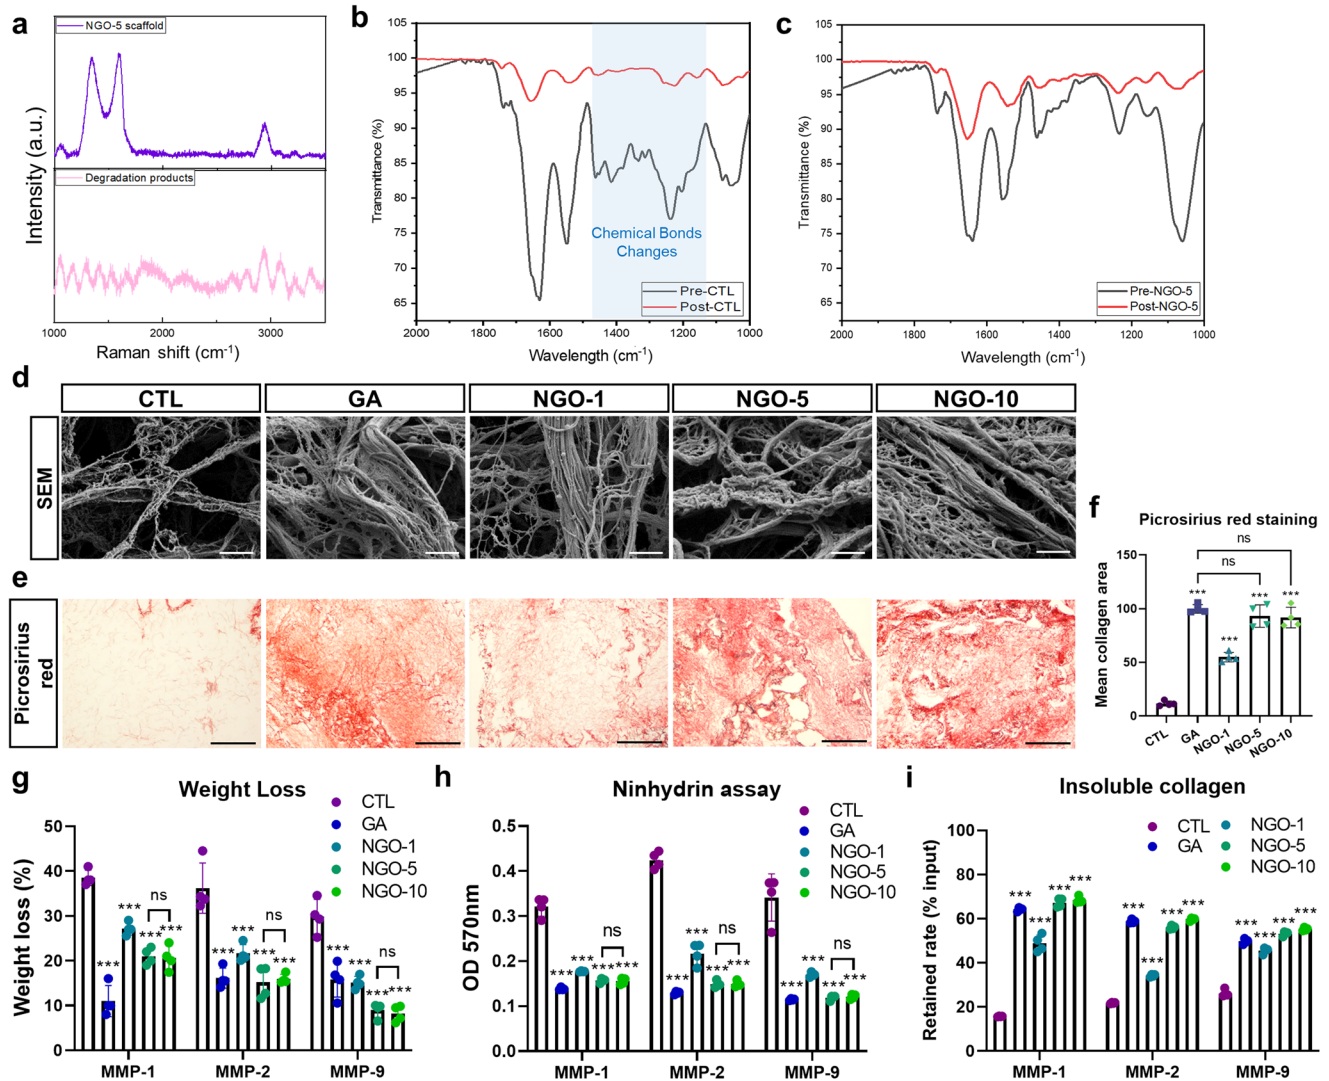 a
NGO-5 scaffold
Degradation products
Intensity (a.u.)
1000
2000
3000
Raman shift (cm⁻¹)
b
105
100
95
90
85
80
75
70
65
Transmittance (%)
Chemical Bonds
Changes
Pre-CTL
Post-CTL
2000
1800
1600
1400
1200
1000
Wavelength (cm⁻¹)
c
105
100
95
90
85
80
75
70
65
Transmittance (%)
Pre-NGO-5
Post-NGO-5
2000
1800
1600
1400
1200
1000
Wavelength (cm⁻¹)
d
CTL
GA
NGO-1
NGO-5
NGO-10
SEM
e
Picrosirius
red
f
Picrosirius red staining
150
100
50
0
Mean collagen area
ns
ns
***
***
***
***
CTL
GA
NGO-1
NGO-5
NGO-10
g
Weight Loss
CTL
GA
NGO-1
NGO-5
NGO-10
50
40
30
20
10
0
Weight loss (%)
***
***
***
***
ns
***
***
***
***
ns
***
***
***
***
ns
MMP-1
MMP-2
MMP-9
h
Ninhydrin assay
CTL
GA
NGO-1
NGO-5
NGO-10
0.5
0.4
0.3
0.2
0.1
0.0
OD 570nm
***
***
***
***
ns
***
***
***
***
ns
***
***
***
***
ns
MMP-1
MMP-2
MMP-9
i
Insoluble collagen
CTL
GA
NGO-1
NGO-5
NGO-10
100
80
60
40
20
0
Retained rate (% input)
***
***
***
***
***
***
***
***
***
***
***
***
MMP-1
MMP-2
MMP-9